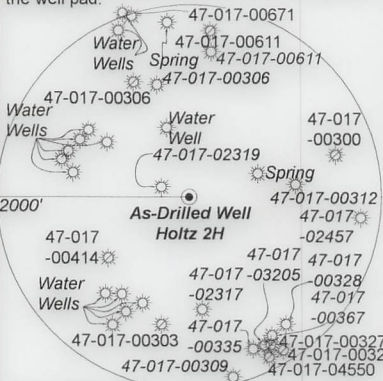 the well pad.
47-017-00671
Water
Wells
47-017-00611
Spring
47-017-00611
47-017-00306
47-017-00306
Water
Wells
Water
Well
47-017
-00300
47-017-02319
Spring
2000'
47-017-00312
As-Drilled Well
Holtz 2H
47-017
-02457
47-017
-00414
47-017
-03205
47-017
-00328
47-017
-02317
47-017
-00367
Water
Wells
47-017
-00335
47-017-00327
47-017-00303
47-017-0032
47-017-00309
47-017-04550